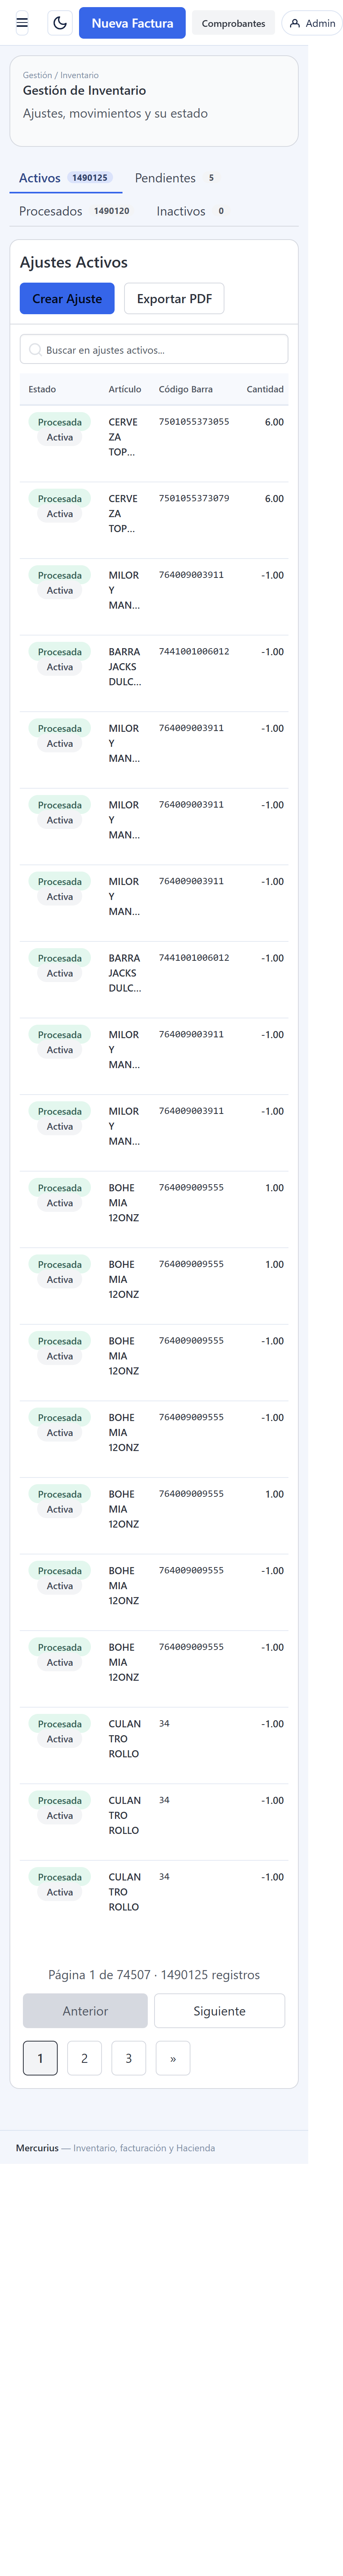 Nueva Factura
Comprobantes
Admin
Gestión / Inventario
Gestión de Inventario
Ajustes, movimientos y su estado
Activos 1490125
Pendientes 5
Procesados 1490120
Inactivos 0
Ajustes Activos
Crear Ajuste
Exportar PDF
Buscar en ajustes activos...
Estado Artículo Código Barra Cantidad
Procesada CERVE 7501055373055 6.00
Activa ZA
TOP...
Procesada CERVE 7501055373079 6.00
Activa ZA
TOP...
Procesada MILOR 764009003911 -1.00
Activa Y
MAN...
Procesada BARRA 7441001006012 -1.00
Activa JACKS
DULC...
Procesada MILOR 764009003911 -1.00
Activa Y
MAN...
Procesada MILOR 764009003911 -1.00
Activa Y
MAN...
Procesada MILOR 764009003911 -1.00
Activa Y
MAN...
Procesada BARRA 7441001006012 -1.00
Activa JACKS
DULC...
Procesada MILOR 764009003911 -1.00
Activa Y
MAN...
Procesada MILOR 764009003911 -1.00
Activa Y
MAN...
Procesada BOHE 764009009555 1.00
Activa MIA
12ONZ
Procesada BOHE 764009009555 1.00
Activa MIA
12ONZ
Procesada BOHE 764009009555 -1.00
Activa MIA
12ONZ
Procesada BOHE 764009009555 -1.00
Activa MIA
12ONZ
Procesada BOHE 764009009555 1.00
Activa MIA
12ONZ
Procesada BOHE 764009009555 -1.00
Activa MIA
12ONZ
Procesada BOHE 764009009555 -1.00
Activa MIA
12ONZ
Procesada CULAN 34 -1.00
Activa TRO
ROLLO
Procesada CULAN 34 -1.00
Activa TRO
ROLLO
Procesada CULAN 34 -1.00
Activa TRO
ROLLO
Página 1 de 74507 · 1490125 registros
Anterior
Siguiente
1 2 3 »
Mercurius — Inventario, facturación y Hacienda